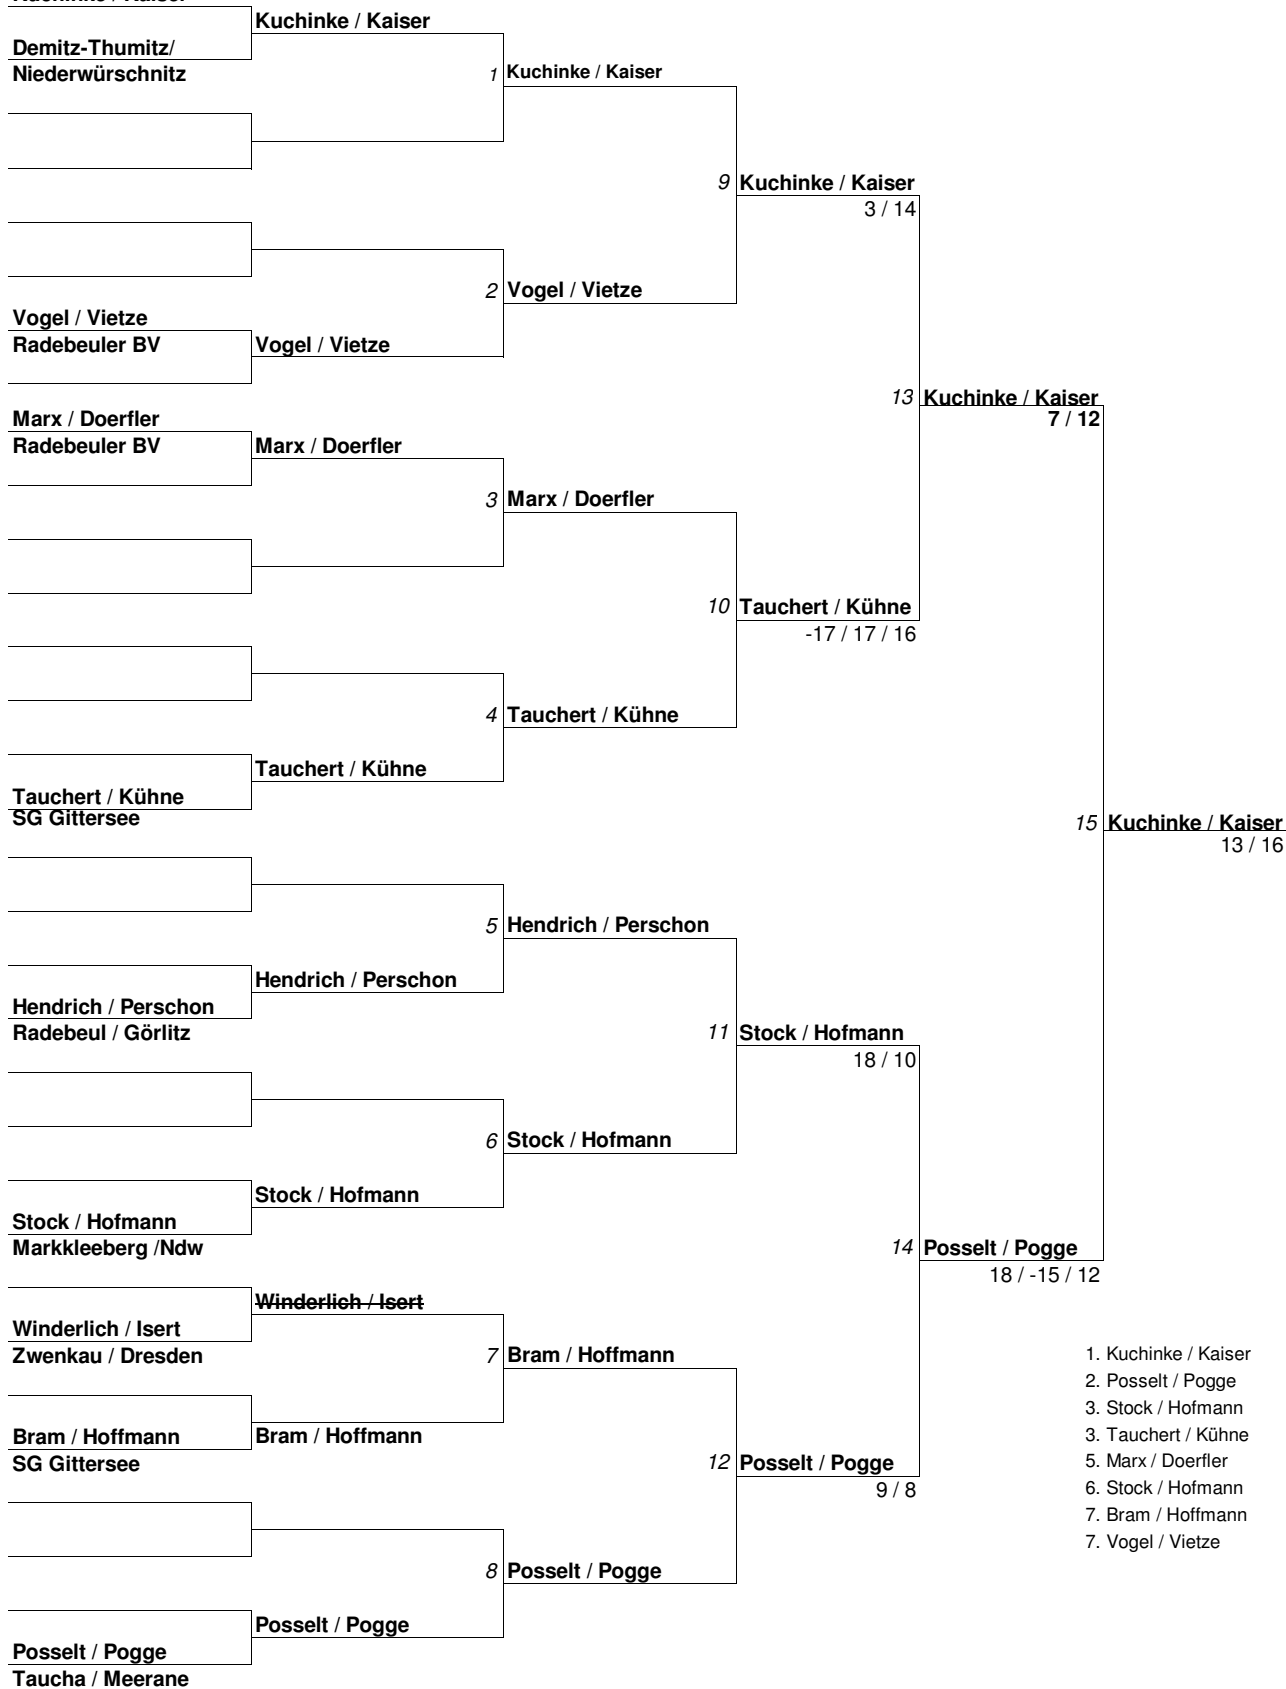 Kuchinke / Kaiser
Demitz-Thumitz/
Niederwürschnitz
1 Kuchinke / Kaiser
9 Kuchinke / Kaiser
3 / 14
2 Vogel / Vietze
Vogel / Vietze
Radebeuler BV
Vogel / Vietze
13 Kuchinke / Kaiser
7 / 12
Marx / Doerfler
Radebeuler BV
Marx / Doerfler
3 Marx / Doerfler
10 Tauchert / Kühne
-17 / 17 / 16
4 Tauchert / Kühne
Tauchert / Kühne
Tauchert / Kühne
SG Gittersee
15 Kuchinke / Kaiser
13 / 16
5 Hendrich / Perschon
Hendrich / Perschon
Hendrich / Perschon
Radebeul / Görlitz
11 Stock / Hofmann
18 / 10
6 Stock / Hofmann
Stock / Hofmann
Stock / Hofmann
Markkleeberg /Ndw
14 Posselt / Pogge
18 / -15 / 12
Winderlich / Isert
Winderlich / Isert
Zwenkau / Dresden
7 Bram / Hoffmann
Bram / Hoffmann
SG Gittersee
Bram / Hoffmann
12 Posselt / Pogge
9 / 8
8 Posselt / Pogge
Posselt / Pogge
Posselt / Pogge
Taucha / Meerane
1. Kuchinke / Kaiser
2. Posselt / Pogge
3. Stock / Hofmann
3. Tauchert / Kühne
5. Marx / Doerfler
6. Stock / Hofmann
7. Bram / Hoffmann
7. Vogel / Vietze